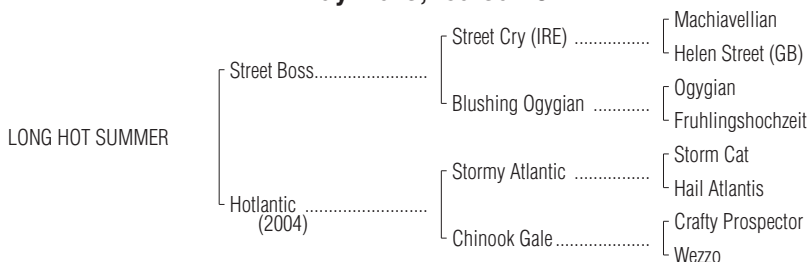 Machiavellian
Street Cry (IRE) ..................
Helen Street (GB)
Street Boss...........................
Ogygian
Blushing Ogygian .............
Fruhlingshochzeit
LONG HOT SUMMER
Storm Cat
Stormy Atlantic ..................
Hail Atlantis
Hotlantic .............................
(2004)
Crafty Prospector
Chinook Gale......................
Wezzo